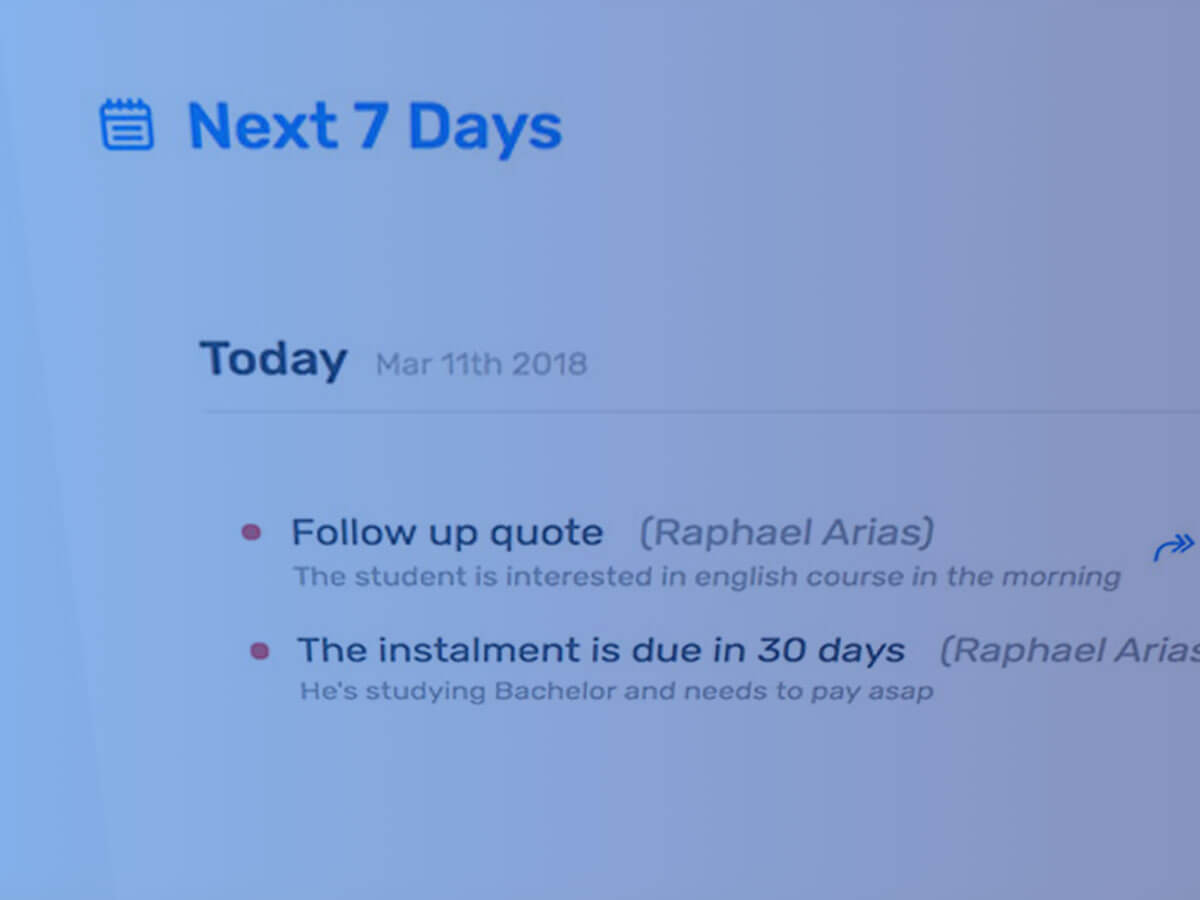 Next 7 Days
Today Mar 11th 2018
Follow up quote (Raphael Arias)
The student is interested in english course in the morning
The instalment is due in 30 days (Raphael Arias
He's studying Bachelor and needs to pay asap